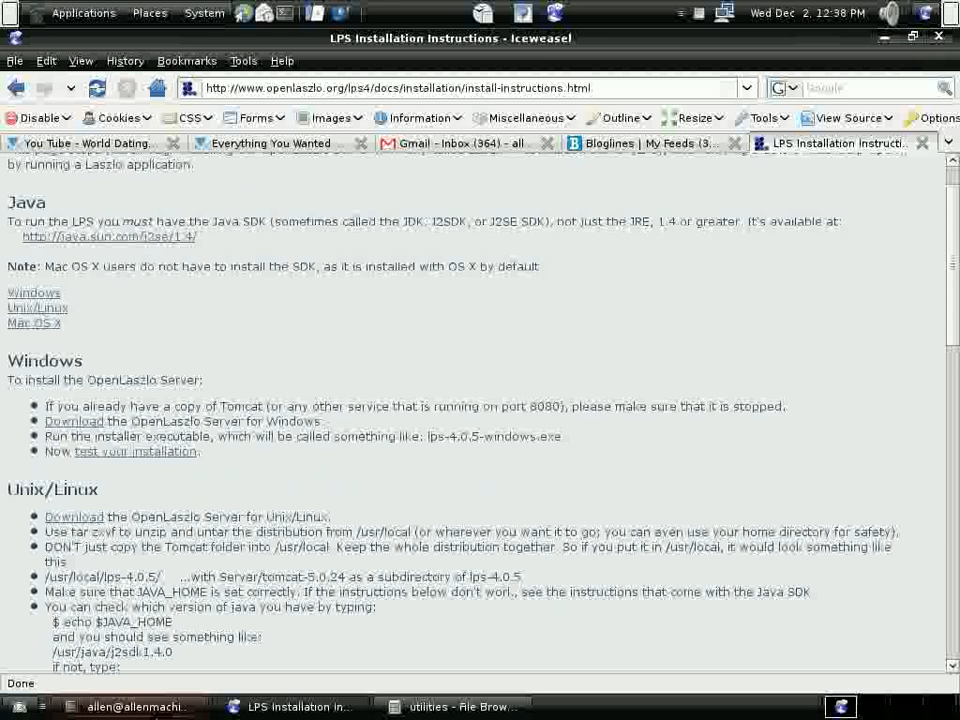 Applications Places System Wed Dec 2, 12:38 PM
LPS Installation Instructions - Iceweasel
File Edit View History Bookmarks Tools Help
http://www.openlaszlo.org/lps4/docs/installation/install-instructions.html Google
Disable Cookies CSS Forms Images Information Miscellaneous Outline Resize Tools View Source Options
You Tube - World Dating... Everything You Wanted Gmail - Inbox (364) - all Bloglines | My Feeds (3... LPS Installation Instructi...
by running a Laszlo application.
Java
To run the LPS you must have the Java SDK (sometimes called the JDK, J2SDK, or J2SE SDK), not just the JRE, 1.4 or greater. It's available at:
http://java.sun.com/j2se/1.4/
Note: Mac OS X users do not have to install the SDK, as it is installed with OS X by default
Windows
Unix/Linux
Mac OS X
Windows
To install the OpenLaszlo Server:
If you already have a copy of Tomcat (or any other service that is running on port 8080), please make sure that it is stopped.
Download the OpenLaszlo Server for Windows.
Run the installer executable, which will be called something like: lps-4.0.5-windows.exe
Now test your installation.
Unix/Linux
Download the OpenLaszlo Server for Unix/Linux.
Use tar zxvf to unzip and untar the distribution from /usr/local (or wherever you want it to go; you can even use your home directory for safety).
DON'T just copy the Tomcat folder into /usr/local. Keep the whole distribution together. So if you put it in /usr/local, it would look something like
this
/usr/local/lps-4.0.5/ ...with Server/tomcat-5.0.24 as a subdirectory of lps-4.0.5
Make sure that JAVA_HOME is set correctly. If the instructions below don't work, see the instructions that come with the Java SDK
You can check which version of java you have by typing:
$ echo $JAVA_HOME
and you should see something like:
/usr/java/j2sdk1.4.0
if not, type:
Done
allen@allenmachi... LPS Installation In... utilities - File Brow...